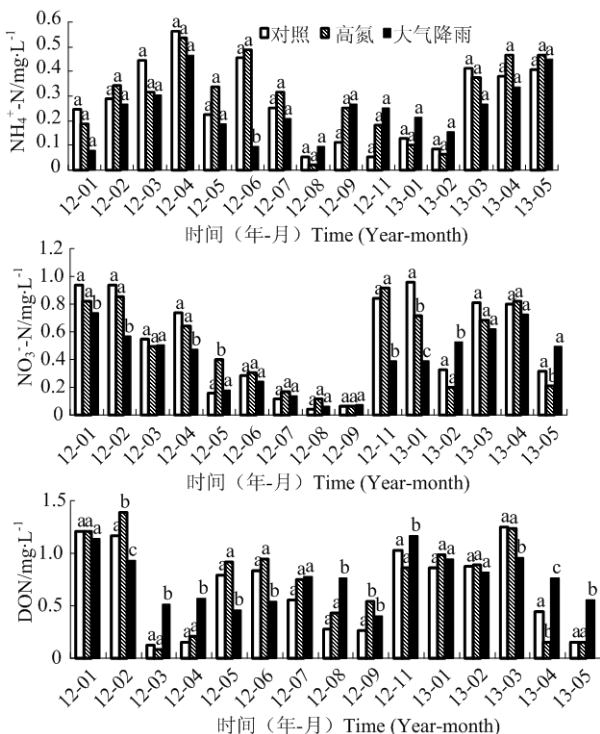 NH₄⁺-N/mg·L⁻¹
0.6
0.5
0.4
0.3
0.2
0.1
0
对照 高氮 大气降雨
a a a a a a a a a a a a a a a a a b a a a a a a a a a a a a a a a a a a a a a a a a a a a
12-01 12-02 12-03 12-04 12-05 12-06 12-07 12-08 12-09 12-11 13-01 13-02 13-03 13-04 13-05
时间（年-月）Time (Year-month)
NO₃⁻-N/mg·L⁻¹
1.0
0.8
0.6
0.4
0.2
0
a a b a a b a a a a a b a b a a a a a a a a a a a a a a a b a b c a a b a a a a a a a b a
12-01 12-02 12-03 12-04 12-05 12-06 12-07 12-08 12-09 12-11 13-01 13-02 13-03 13-04 13-05
时间（年-月）Time (Year-month)
DON/mg·L⁻¹
1.5
1.0
0.5
0
a a a a b c a a b a a b a a b a a b a a a a a b a b b a a b a a a a a a a a b a b a a a b
12-01 12-02 12-03 12-04 12-05 12-06 12-07 12-08 12-09 12-11 13-01 13-02 13-03 13-04 13-05
时间（年-月）Time (Year-month)